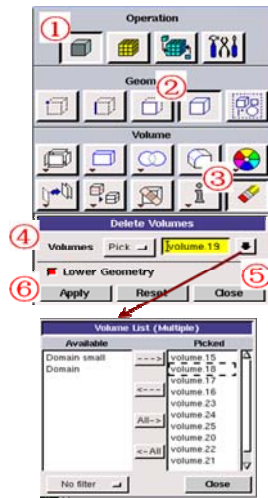 Operation
①
Geom
②
Volume
③
Delete Volumes
④
Volumes Pick volume.19
Lower Geometry
⑤
⑥
Apply Reset Close
Volume List (Multiple)
Available Picked
Domain small ---> volume.15
Domain volume.18
volume.17
<---- volume.16
volume.23
All-> volume.24
volume.25
<-All volume.20
volume.22
volume.21
No filter Close